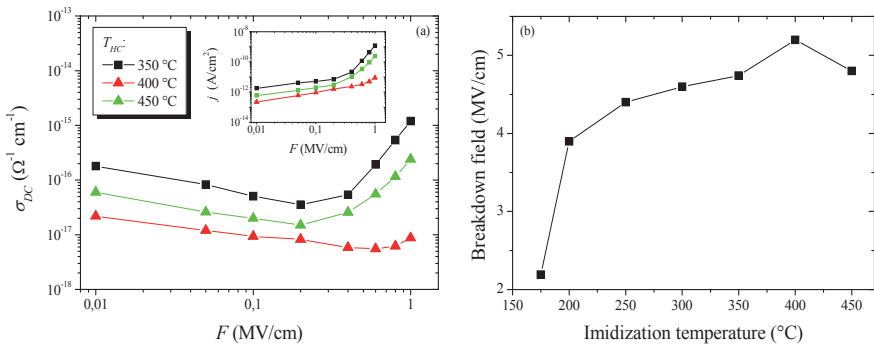 (a)
T_HC:
350 °C
400 °C
450 °C
10^-13
10^-14
10^-15
10^-16
10^-17
10^-18
σ_DC (Ω^-1 cm^-1)
0,01
0,1
1
F (MV/cm)
10^-8
10^-10
10^-12
10^-14
j (A/cm^2)
0,01
0,1
1
F (MV/cm)
(b)
5
4
3
2
Breakdown field (MV/cm)
150
200
250
300
350
400
450
Imidization temperature (°C)